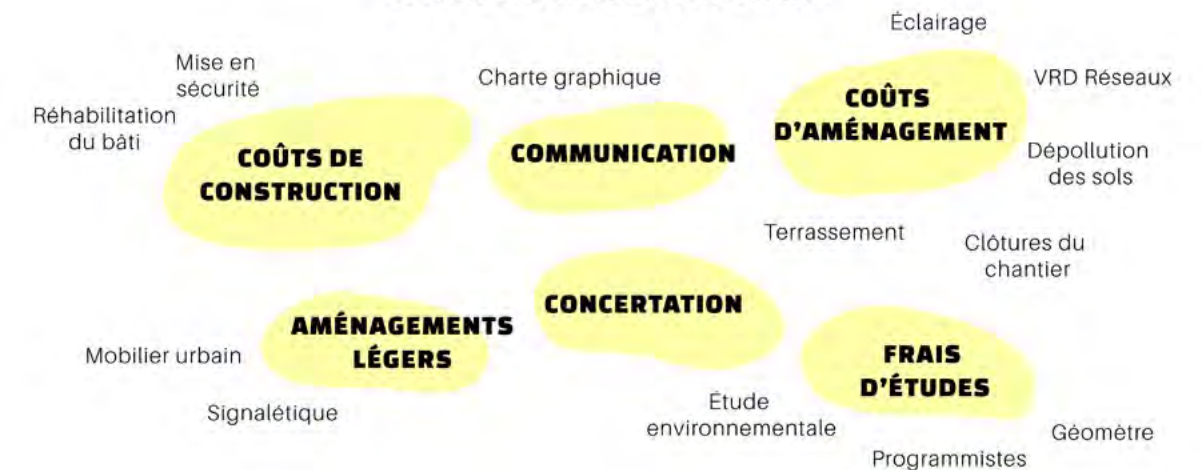 Éclairage
Mise en
sécurité
Charte graphique
VRD Réseaux
Réhabilitation
du bâti
COÛTS
D'AMÉNAGEMENT
COÛTS DE
CONSTRUCTION
COMMUNICATION
Dépollution
des sols
Terrassement
Clôtures du
chantier
CONCERTATION
AMÉNAGEMENTS
LÉGERS
Mobilier urbain
FRAIS
D'ÉTUDES
Signalétique
Étude
environnementale
Géomètre
Programmistes